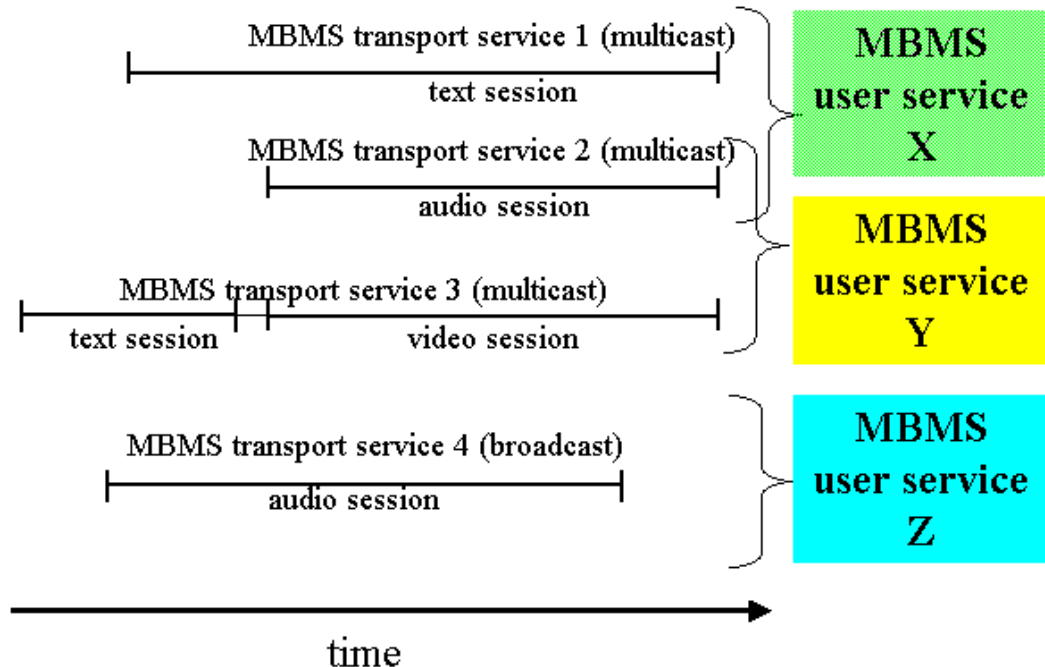 MBMS transport service 1 (multicast)
text session
MBMS
user service
X
MBMS transport service 2 (multicast)
audio session
MBMS
user service
Y
MBMS transport service 3 (multicast)
text session
video session
MBMS transport service 4 (broadcast)
audio session
MBMS
user service
Z
time